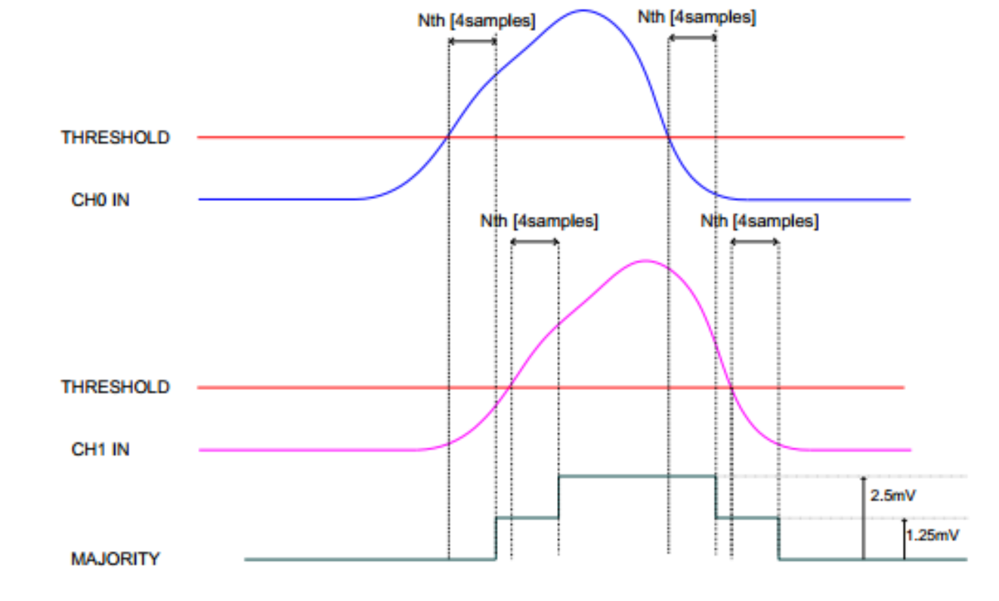 Nth [4samples]
Nth [4samples]
THRESHOLD
CH0 IN
Nth [4samples]
Nth [4samples]
THRESHOLD
CH1 IN
2.5mV
1.25mV
MAJORITY